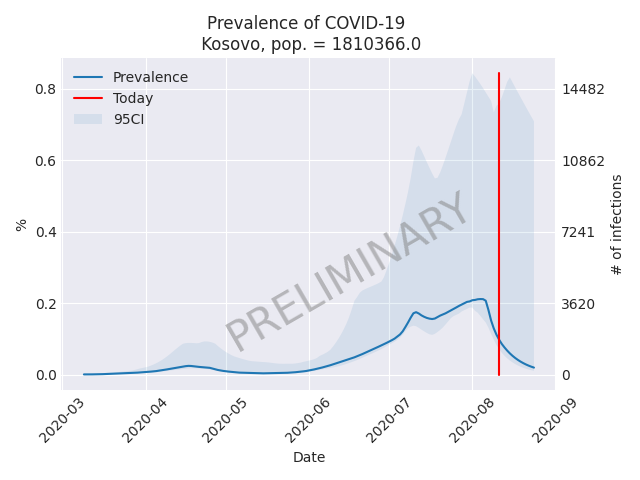 Prevalence of COVID-19
Kosovo, pop. = 1810366.0
Prevalence
Today
95CI
0.8
0.6
0.4
0.2
0.0
%
14482
10862
7241
3620
0
# of infections
PRELIMINARY
2020-03
2020-04
2020-05
2020-06
2020-07
2020-08
2020-09
Date